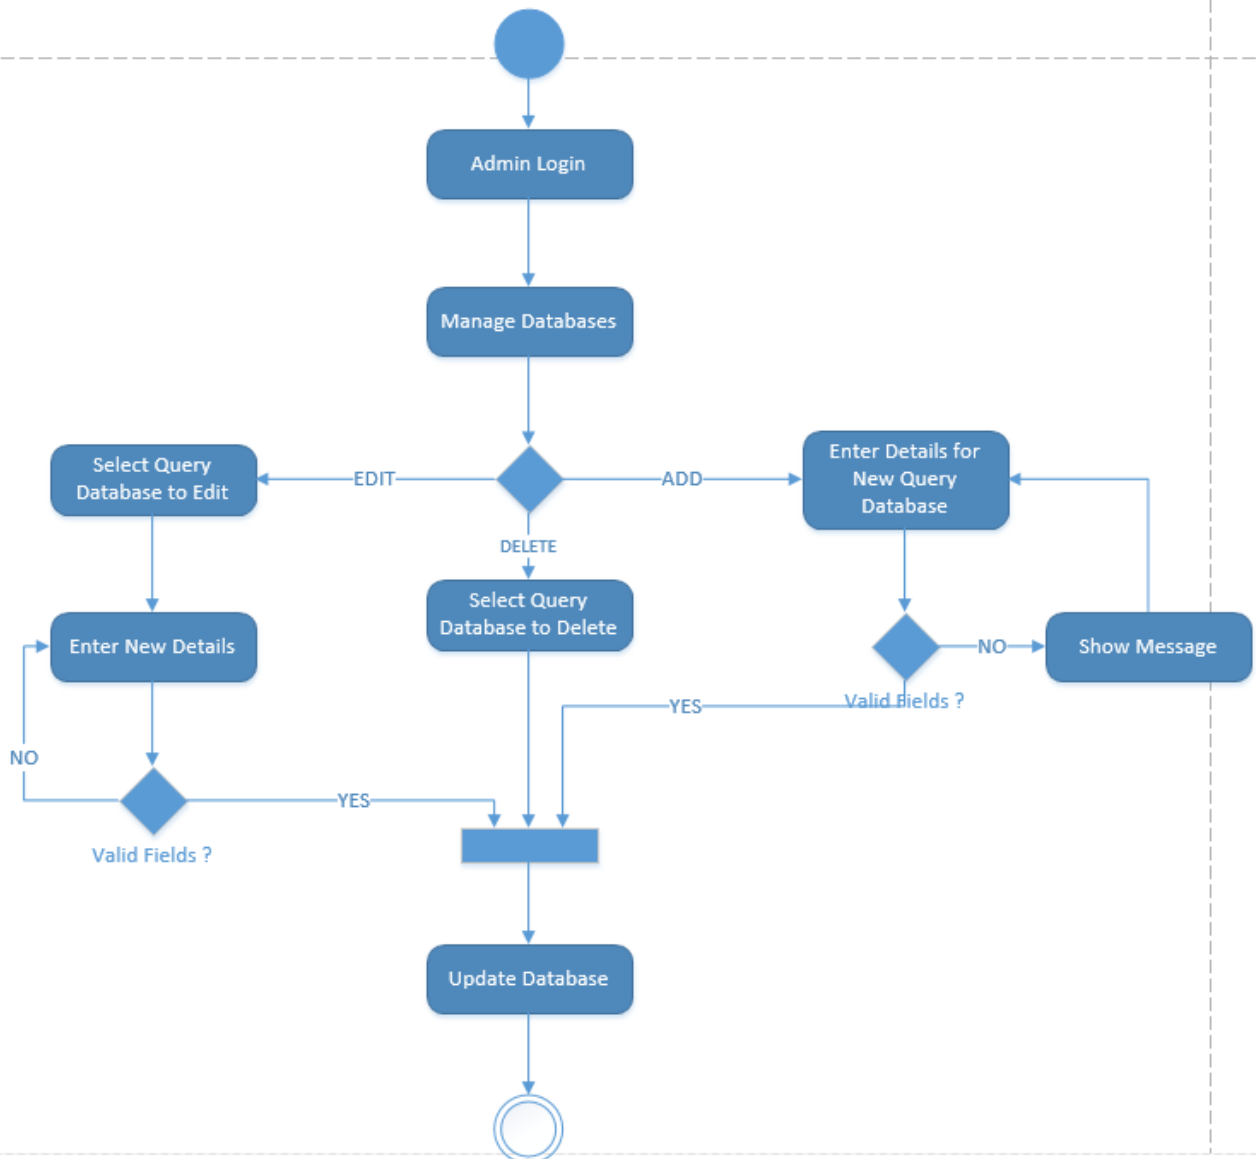 Admin Login
Manage Databases
Select Query
Database to Edit
EDIT
ADD
Enter Details for
New Query
Database
DELETE
Select Query
Database to Delete
Enter New Details
NO
Show Message
Valid Fields ?
YES
NO
YES
Valid Fields ?
Update Database